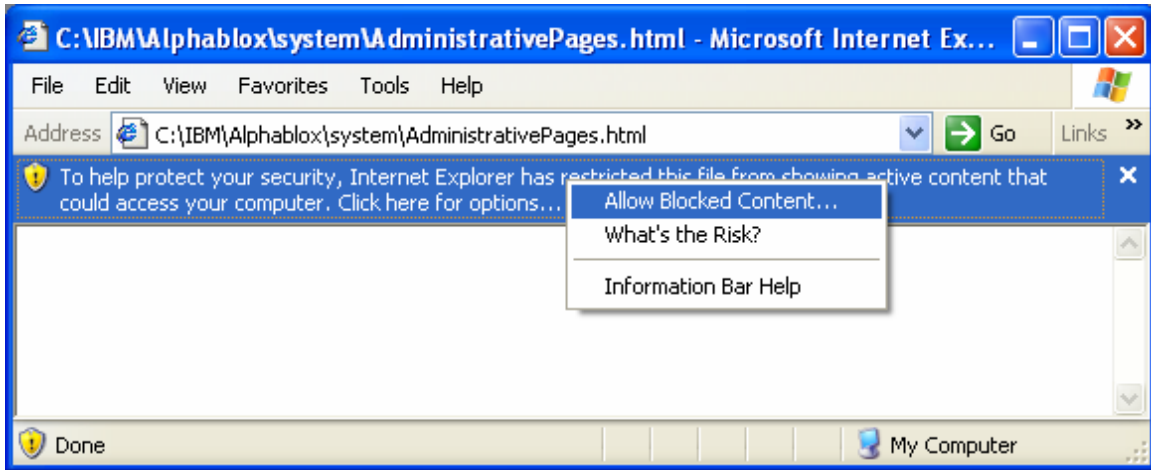 C:\IBM\Alphablox\system\AdministrativePages.html - Microsoft Internet Ex...
File Edit View Favorites Tools Help
Address C:\IBM\Alphablox\system\AdministrativePages.html Go Links »
To help protect your security, Internet Explorer has restricted this file from showing active content that
could access your computer. Click here for options...
Allow Blocked Content...
What's the Risk?
Information Bar Help
Done My Computer